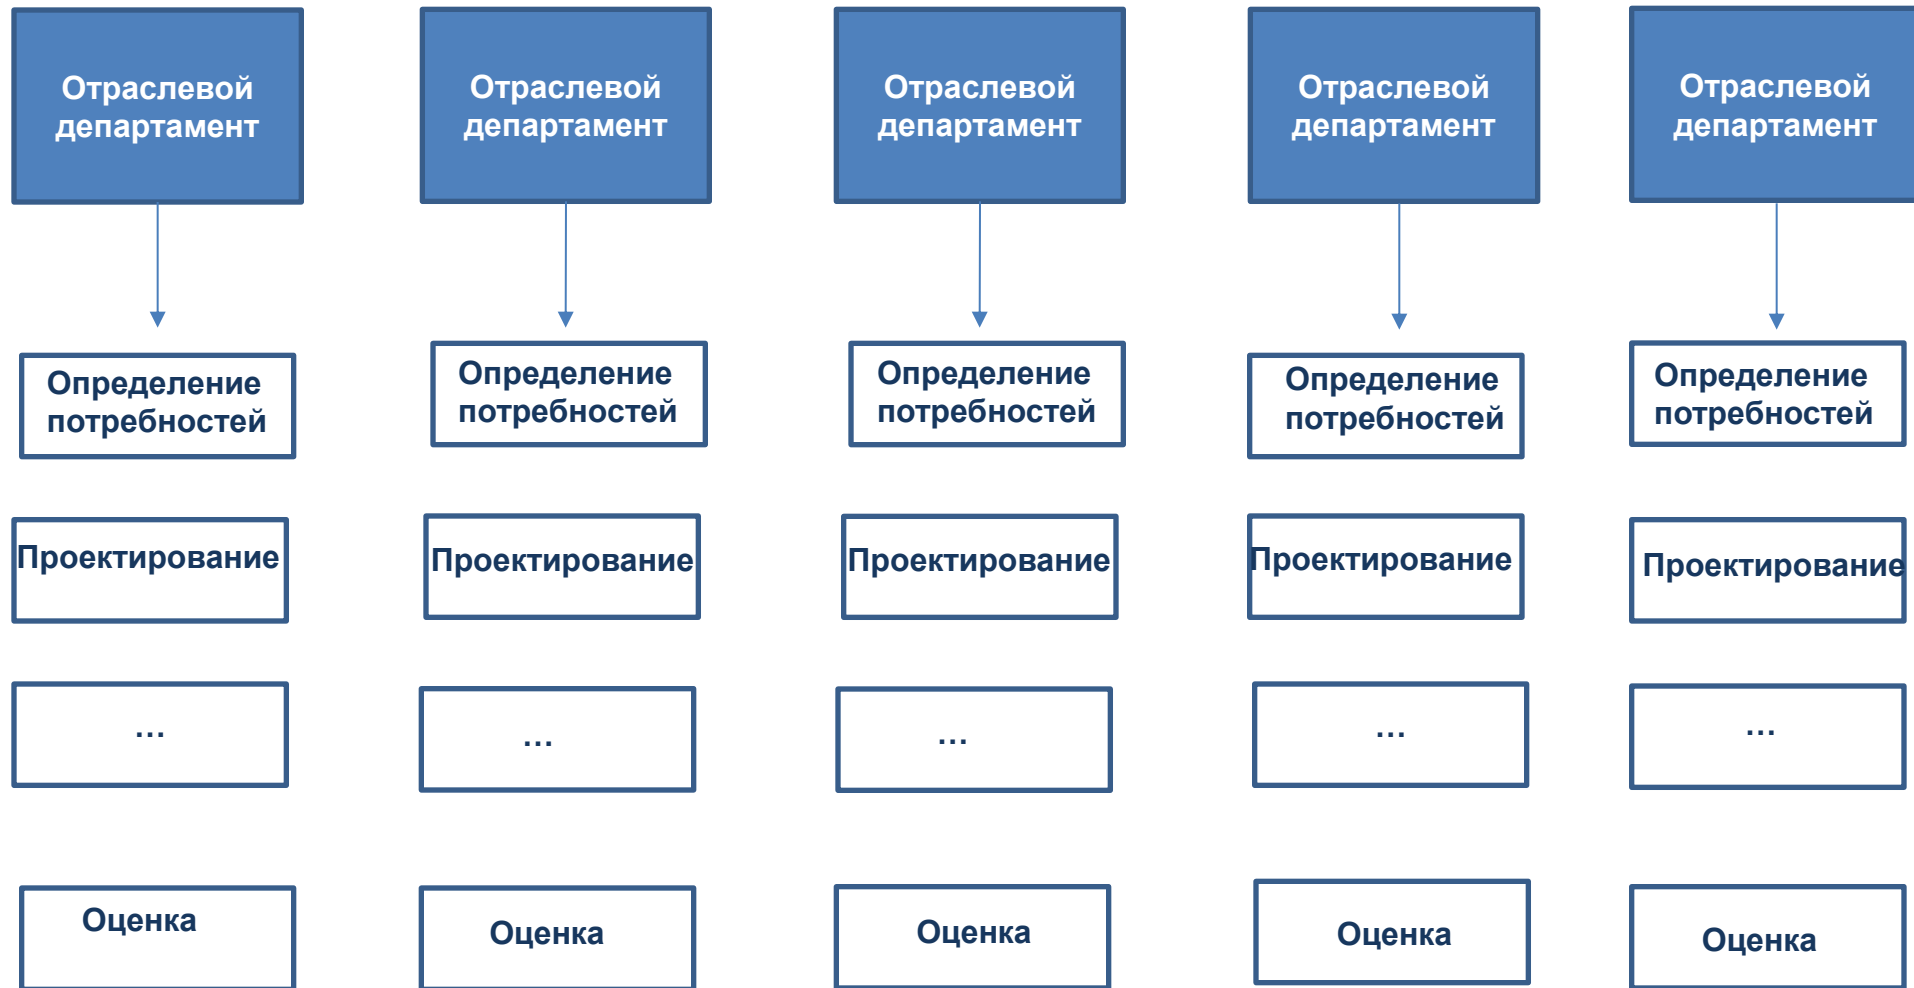 Отраслевой
департамент
Отраслевой
департамент
Отраслевой
департамент
Отраслевой
департамент
Отраслевой
департамент
Определение
потребностей
Определение
потребностей
Определение
потребностей
Определение
потребностей
Определение
потребностей
Проектирование
Проектирование
Проектирование
Проектирование
Проектирование
…
…
…
…
…
Оценка
Оценка
Оценка
Оценка
Оценка